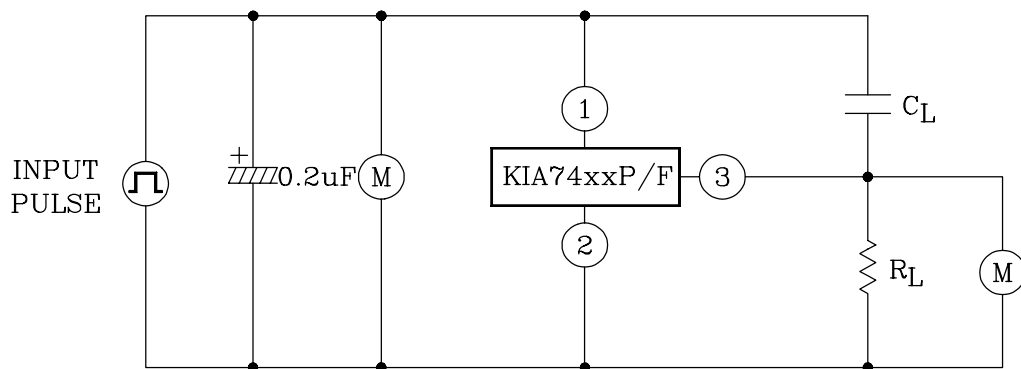 INPUT
PULSE
+
0.2uF
M
1
KIA74xxP/F
3
2
CL
RL
M